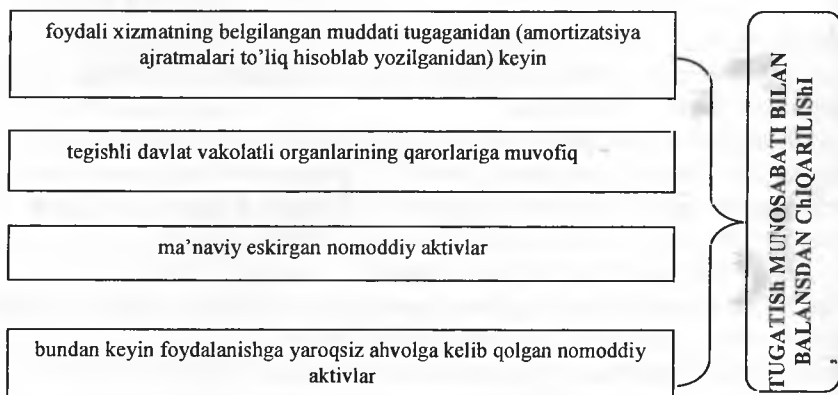 foydali xizmatning belgilangan muddati tugaganidan (amortizatsiya
ajratmalari to’liq hisoblab yozilganidan) keyin
tegishli davlat vakolatli organlarining qarorlariga muvofiq
ma’naviy eskirgan nomoddiy aktivlar
bundan keyin foydalanishga yaroqsiz ahvolga kelib qolgan nomoddiy
aktivlar
TUGATISh MUNOSABATI BILAN
BALANSDAN ChIQARILIShI